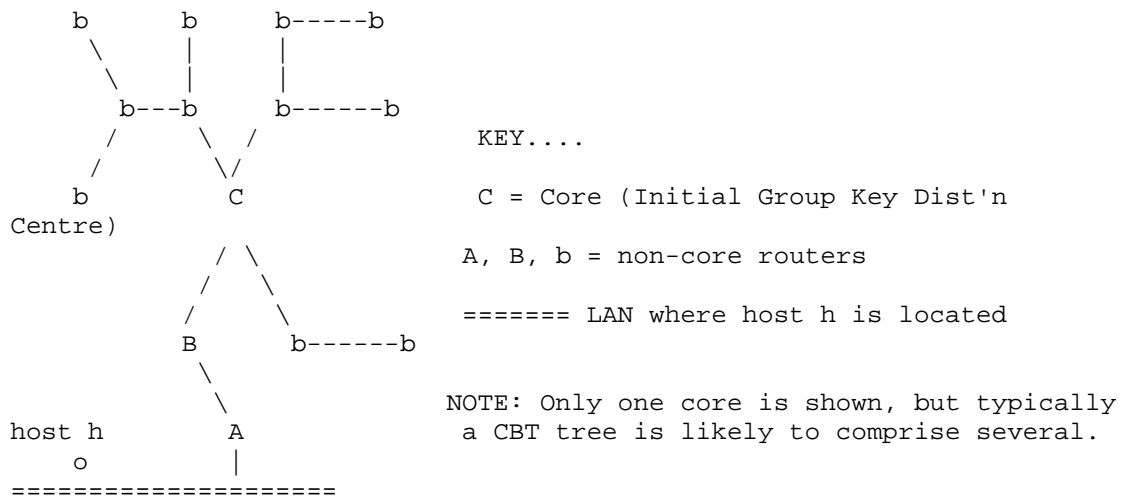 b b b-----b
\ | |
\ | |
b---b b------b
/ \ / KEY....
/ \/
b C C = Core (Initial Group Key Dist'n
Centre)
/ \
/ \ A, B, b = non-core routers
/ \ ======= LAN where host h is located
B b------b
\
\ NOTE: Only one core is shown, but typically
host h A a CBT tree is likely to comprise several.
o |
=====================